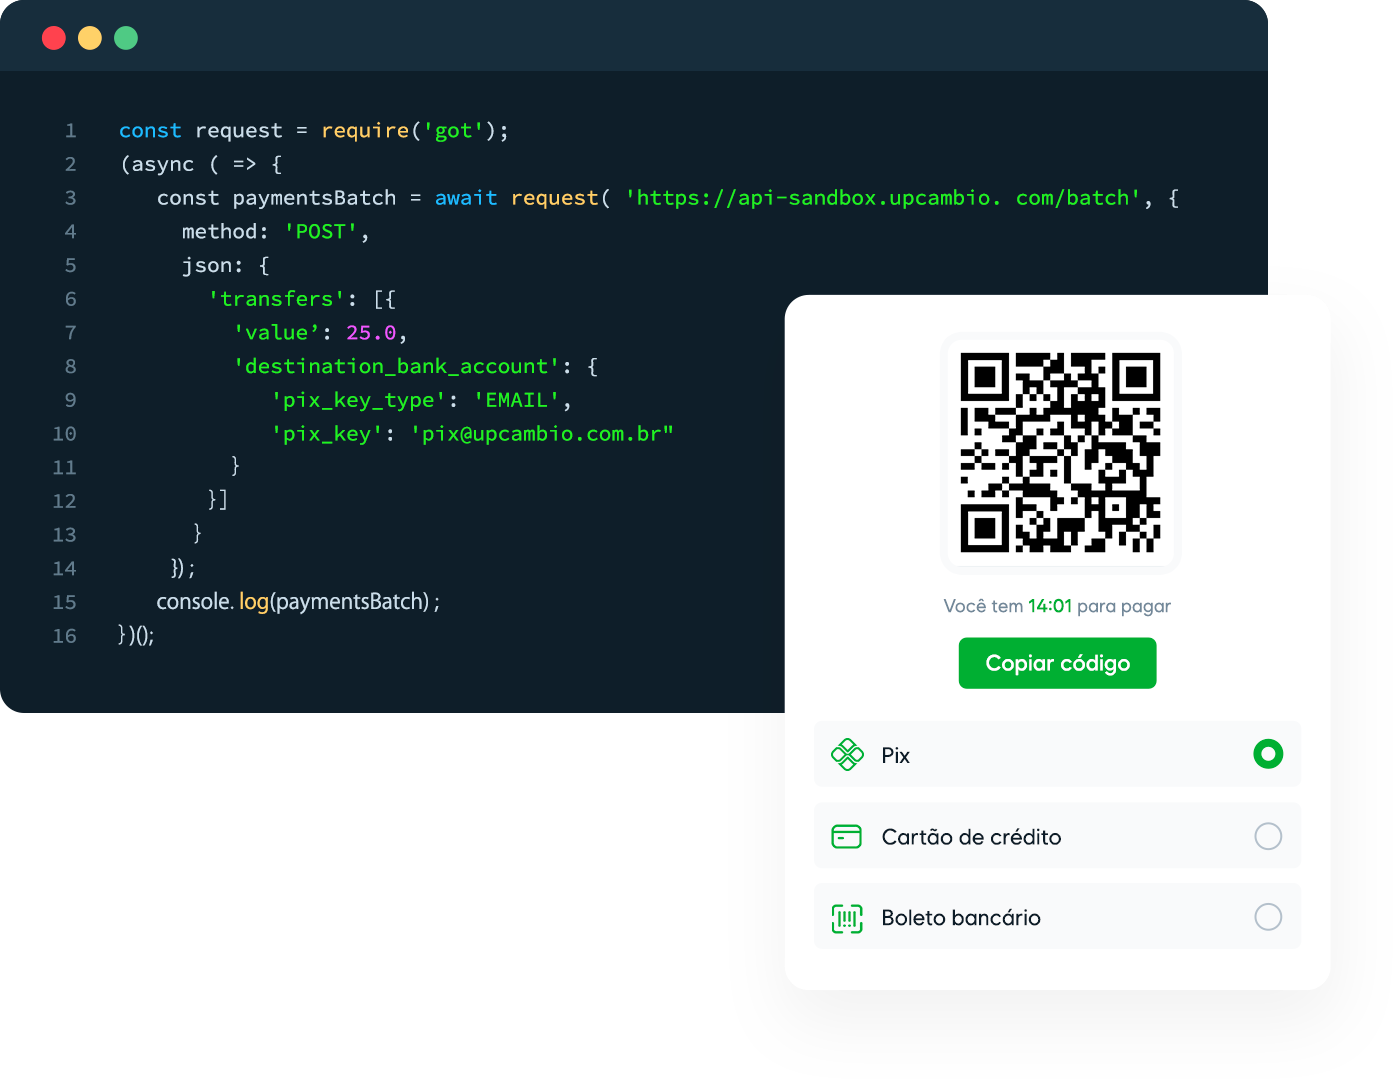 1 const request = require('got');
2 (async ( => {
3 const paymentsBatch = await request( 'https://api-sandbox.upcambio. com/batch', {
4 method: 'POST',
5 json: {
6 'transfers': [{
7 'value’: 25.0,
8 'destination_bank_account': {
9 'pix_key_type': 'EMAIL',
10 'pix_key': 'pix@upcambio.com.br"
11 }
12 }]
13 }
14 }) ;
15 console. log(paymentsBatch) ;
16 } )();
Você tem 14:01 para pagar
Copiar código
Pix
Cartão de crédito
Boleto bancário